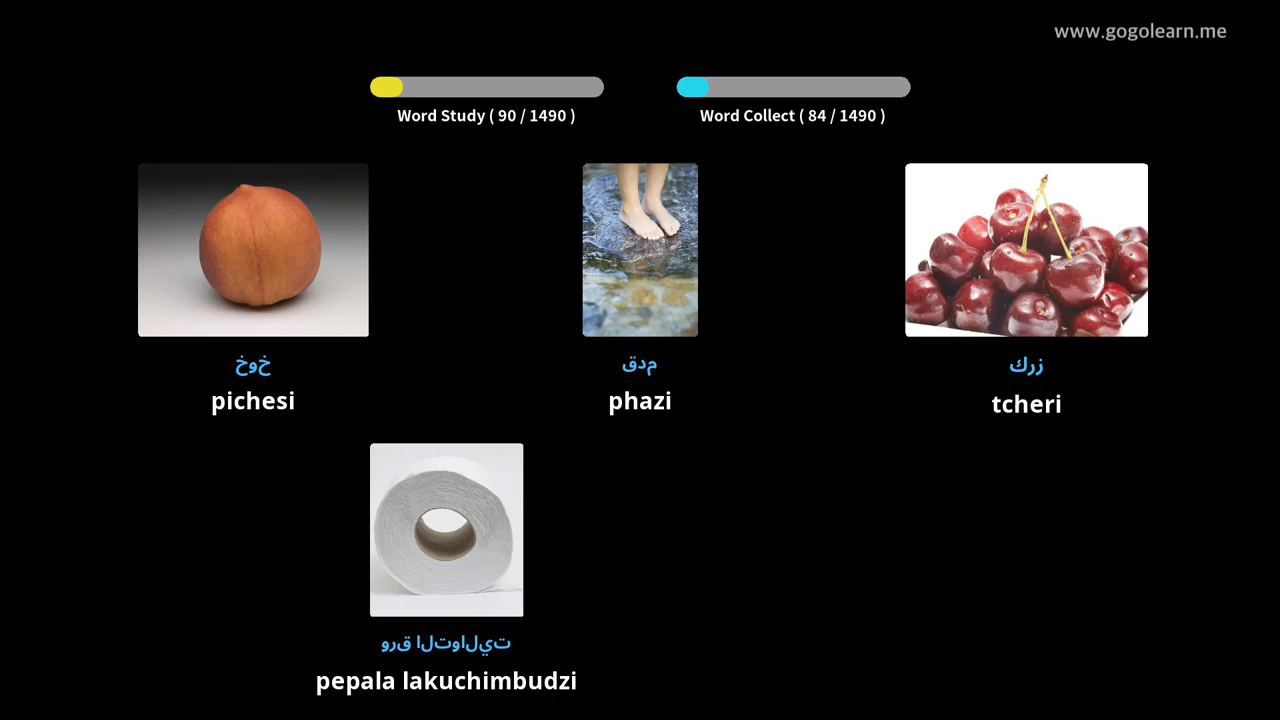 www.gogolearn.me
Word Study ( 90 / 1490 )
Word Collect ( 84 / 1490 )
خوخ
قدم
كرز
pichesi
phazi
tcheri
ورق التواليت
pepala lakuchimbudzi